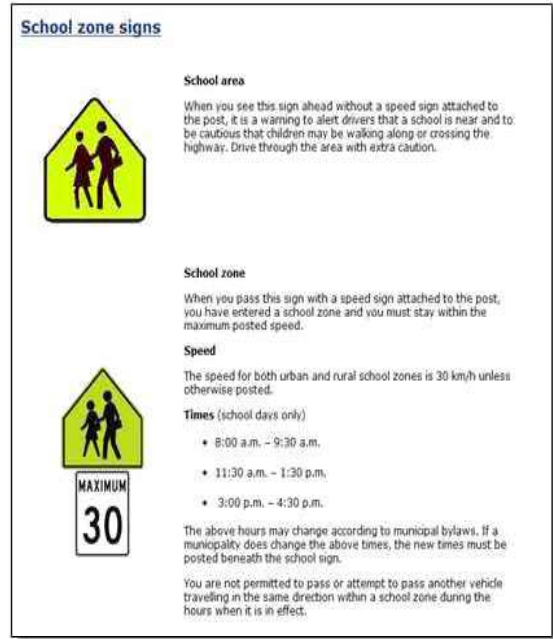 School zone signs
School area
When you see this sign ahead without a speed sign attached to
the post, it is a warning to alert drivers that a school is near and to
be cautious that children may be walking along or crossing the
highway. Drive through the area with extra caution.
School zone
When you pass this sign with a speed sign attached to the post,
you have entered a school zone and you must stay within the
maximum posted speed.
Speed
The speed for both urban and rural school zones is 30 km/h unless
otherwise posted.
Times (school days only)
• 8:00 a.m. – 9:30 a.m.
• 11:30 a.m. – 1:30 p.m.
• 3:00 p.m. – 4:30 p.m.
MAXIMUM
30
The above hours may change according to municipal bylaws. If a
municipality does change the above times, the new times must be
posted beneath the school sign.
You are not permitted to pass or attempt to pass another vehicle
travelling in the same direction within a school zone during the
hours when it is in effect.